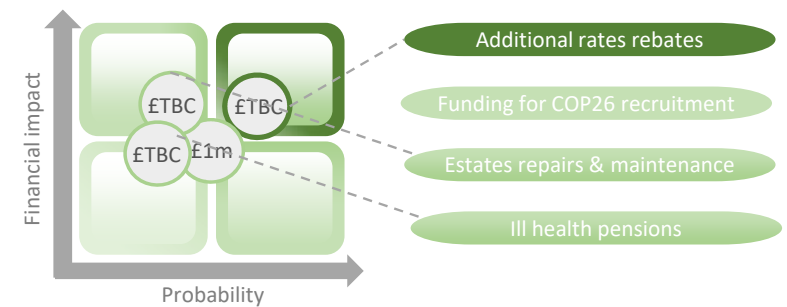 Financial impact
£TBC
£TBC
£TBC
£1m
Probability
Additional rates rebates
Funding for COP26 recruitment
Estates repairs & maintenance
Ill health pensions